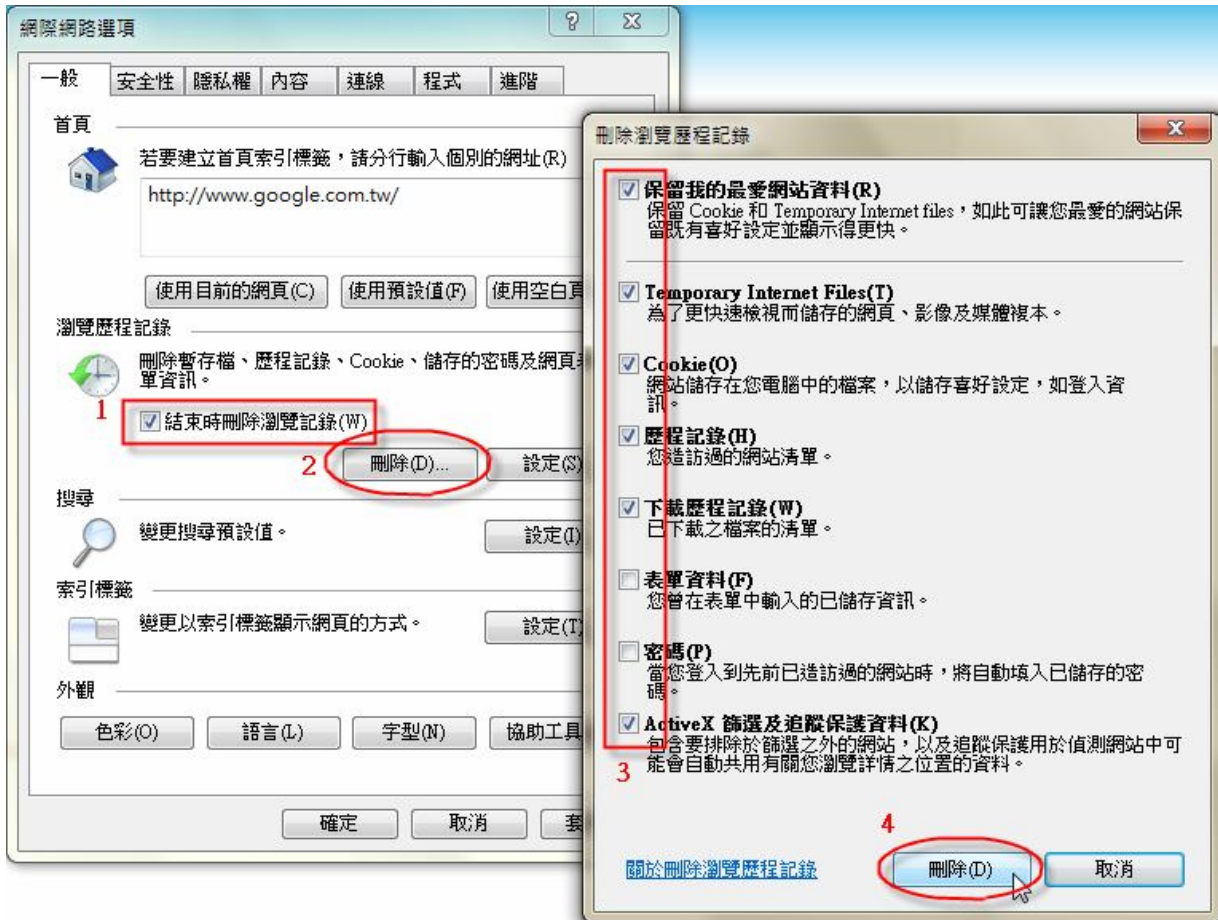 網際網路選項
一般 安全性 隱私權 內容 連線 程式 進階
首頁
若要建立首頁索引標籤，請分行輸入個別的網址(R)
http://www.google.com.tw/
使用目前的網頁(C) 使用預設值(F) 使用空白頁
瀏覽歷程記錄
刪除暫存檔、歷程記錄、Cookie、儲存的密碼及網頁表
單資訊。
1
結束時刪除瀏覽記錄(W)
2
刪除(D)... 設定(S)
搜尋
變更搜尋預設值。 設定(I)
索引標籤
變更以索引標籤顯示網頁的方式。 設定(T)
外觀
色彩(O) 語言(L) 字型(N) 協助工具
確定 取消 套
刪除瀏覽歷程記錄
保留我的最愛網站資料(R)
保留 Cookie 和 Temporary Internet files，如此可讓您最愛的網站保
留既有喜好設定並顯示得更快。
Temporary Internet Files(T)
為了更快速檢視而儲存的網頁、影像及媒體複本。
Cookie(O)
網站儲存在您電腦中的檔案，以儲存喜好設定，如登入資
訊。
歷程記錄(H)
您造訪過的網站清單。
下載歷程記錄(W)
已下載之檔案的清單。
表單資料(F)
您曾在表單中輸入的已儲存資訊。
密碼(P)
當您登入到先前已造訪過的網站時，將自動填入已儲存的密
碼。
ActiveX 篩選及追蹤保護資料(K)
包含要排除於篩選之外的網站，以及追蹤保護用於偵測網站中可
能會自動共用有關您瀏覽詳情之位置的資料。
3
4
關於刪除瀏覽歷程記錄 刪除(D) 取消